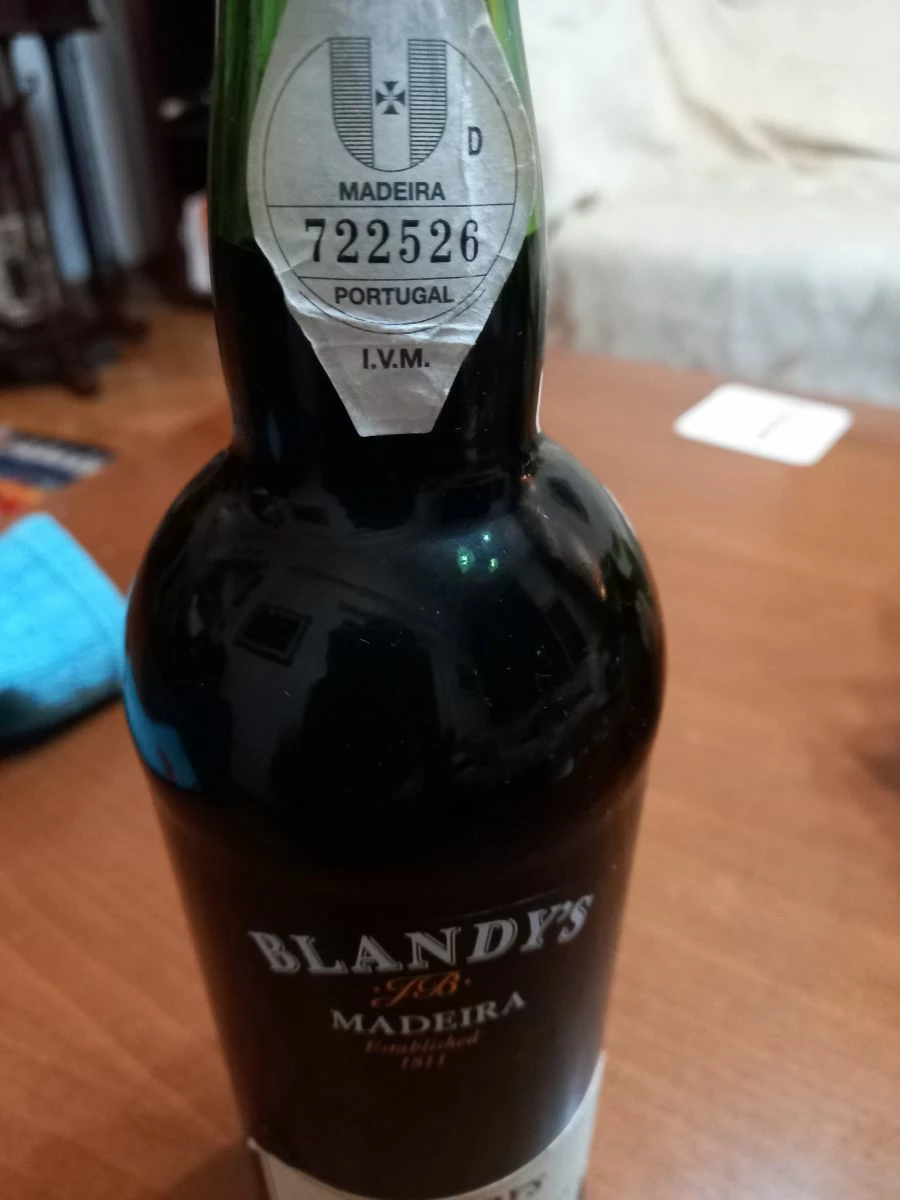 D
MADEIRA
722526
PORTUGAL
I.V.M.
BLANDY'S
JB
MADEIRA
Established
1811